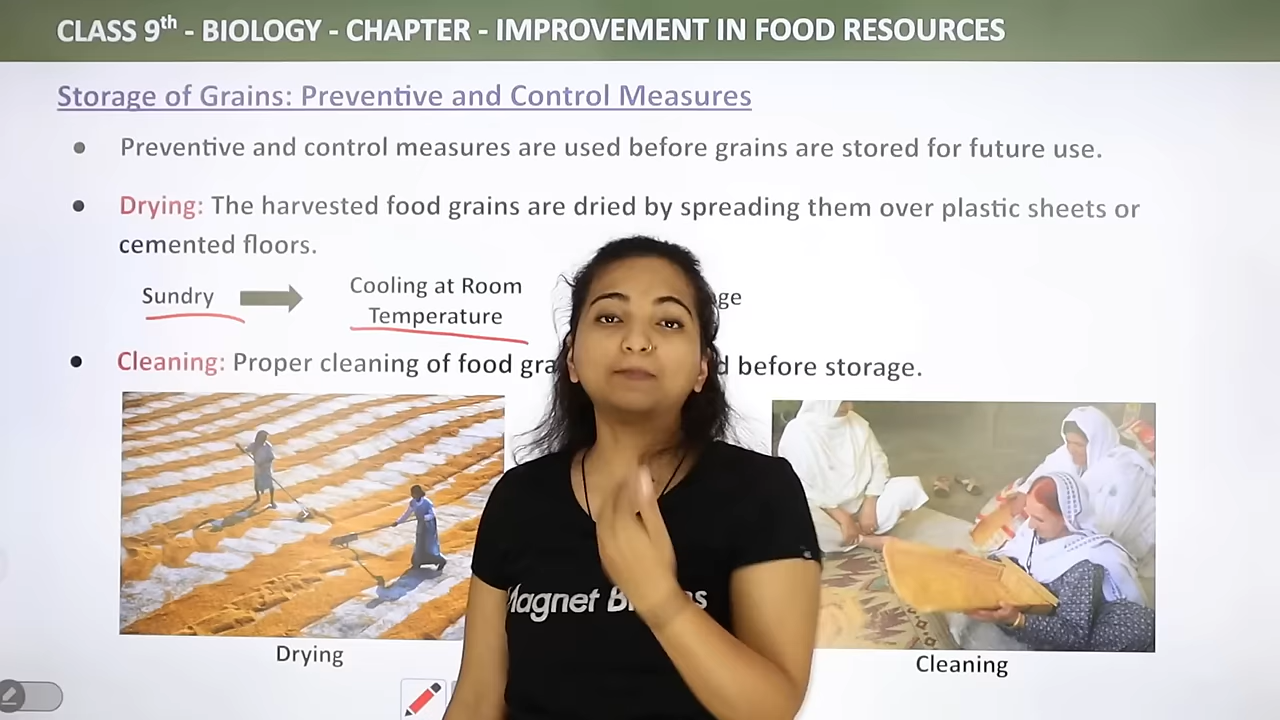 CLASS 9th - BIOLOGY - CHAPTER - IMPROVEMENT IN FOOD RESOURCES
Storage of Grains: Preventive and Control Measures
• Preventive and control measures are used before grains are stored for future use.
• Drying: The harvested food grains are dried by spreading them over plastic sheets or
cemented floors.
Sundry
Cooling at Room
Temperature
• Cleaning: Proper cleaning of food
before storage.
Magnet
Drying
Cleaning